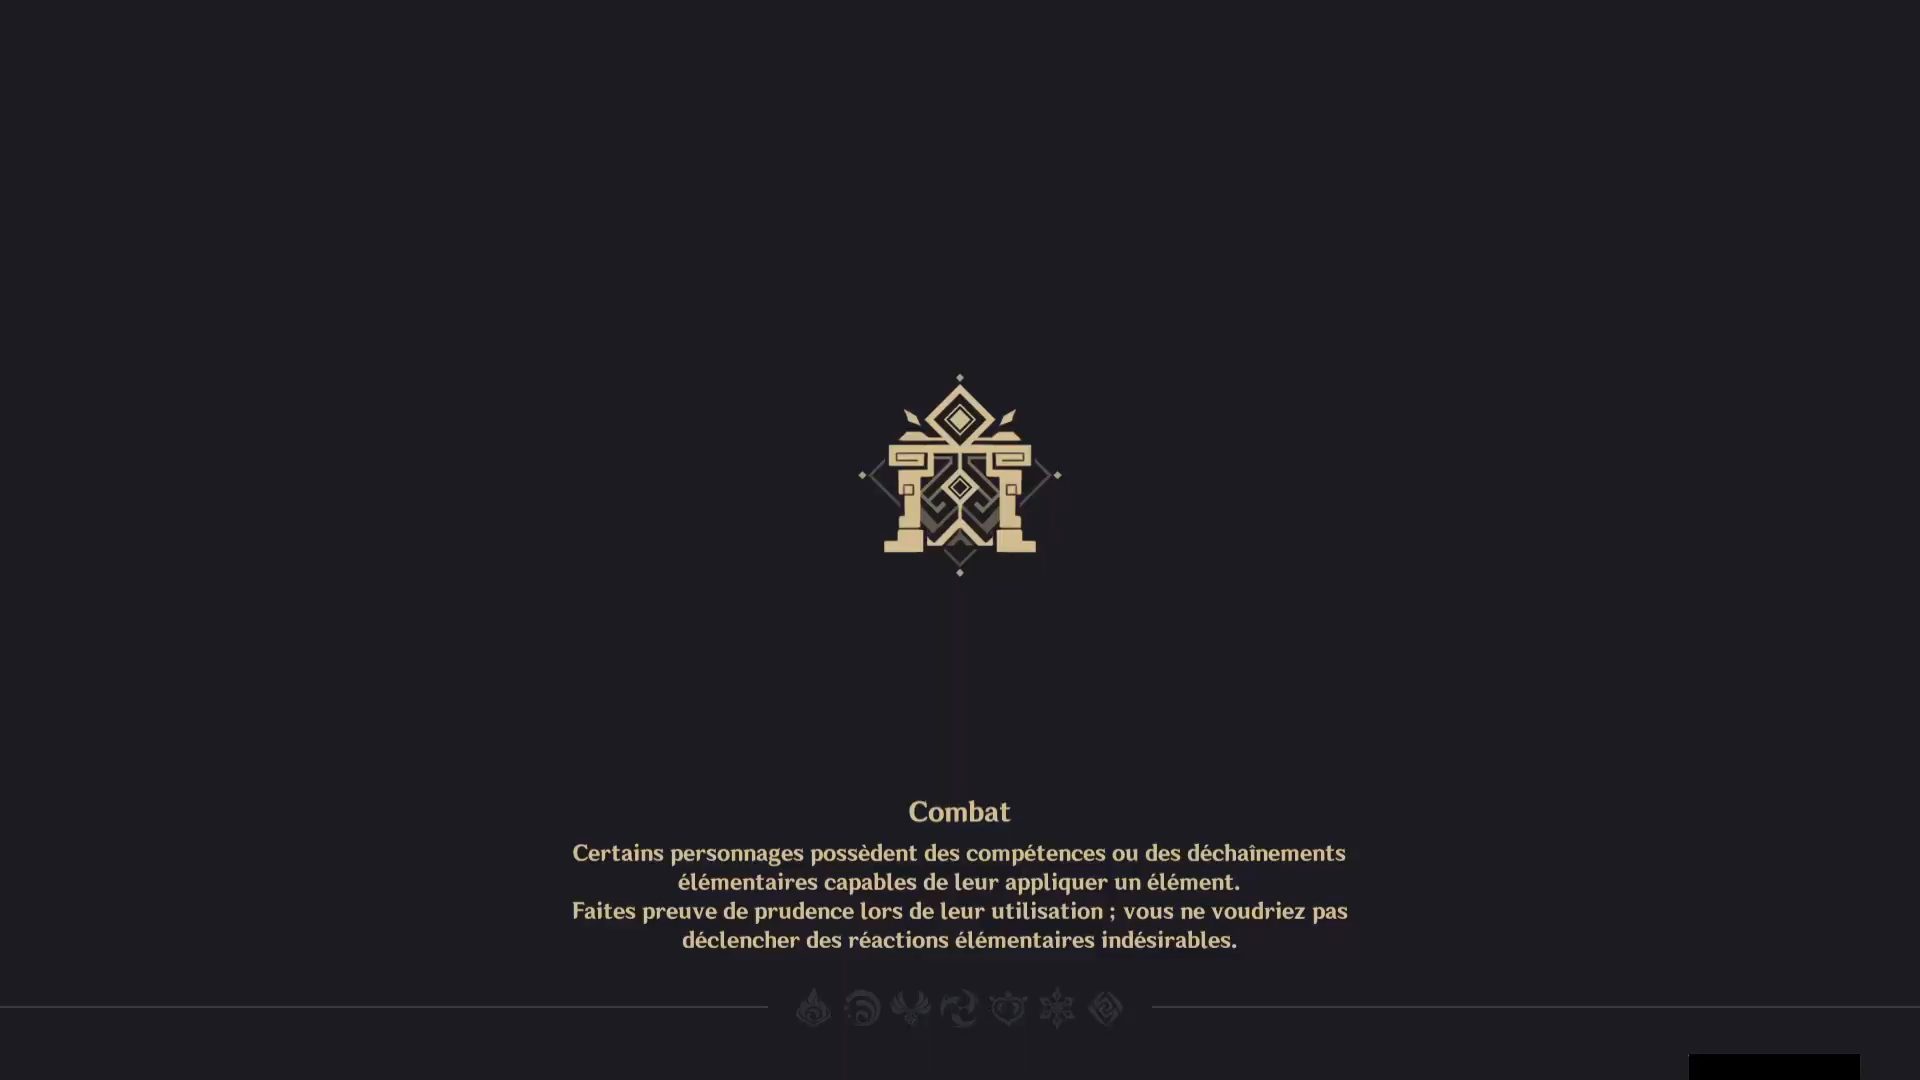 Combat
Certains personnages possèdent des compétences ou des déchaînements
élémentaires capables de leur appliquer un élément.
Faites preuve de prudence lors de leur utilisation ; vous ne voudriez pas
déclencher des réactions élémentaires indésirables.